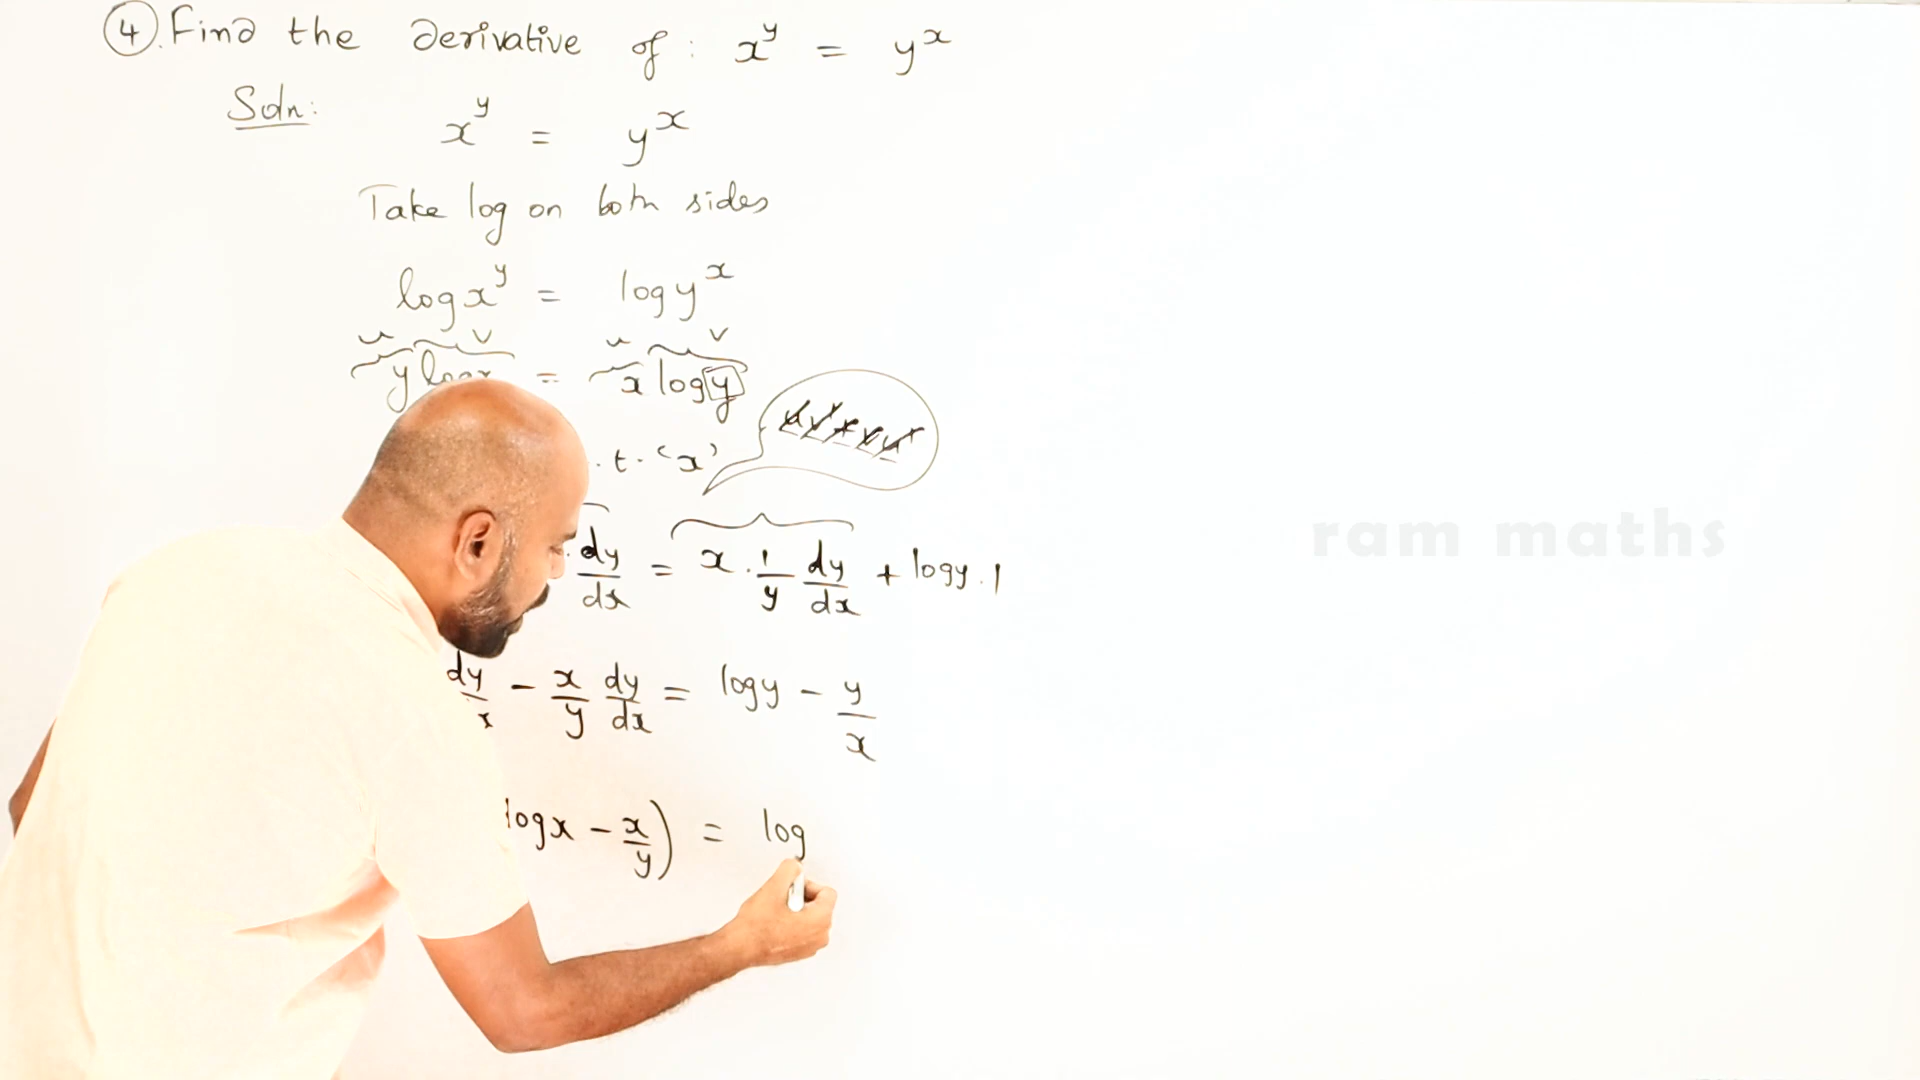 4. Find the derivative of : x^y = y^x
Soln:
x^y = y^x
Take log on both sides
log x^y = log y^x
u v u v
y log x = x log y
. t. 'x'
. dy/dx = x . 1/y dy/dx + log y . 1
dy/dx - x/y dy/dx = log y - y/x
log x - x/y) = log
ram maths